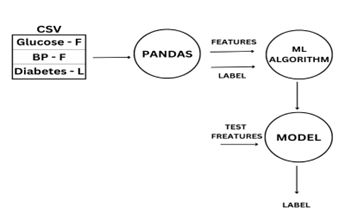 CSV
Glucose - F
BP - F
Diabetes - L
PANDAS
FEATURES
LABEL
ML
ALGORITHM
TEST
FREATURES
MODEL
LABEL